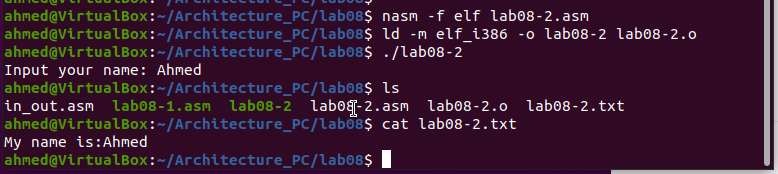 ahmed@VirtualBox:~/Architecture_PC/lab08$ nasm -f elf lab08-2.asm
ahmed@VirtualBox:~/Architecture_PC/lab08$ ld -m elf_i386 -o lab08-2 lab08-2.o
ahmed@VirtualBox:~/Architecture_PC/lab08$ ./lab08-2
Input your name: Ahmed
ahmed@VirtualBox:~/Architecture_PC/lab08$ ls
in_out.asm  lab08-1.asm  lab08-2  lab08-2.asm  lab08-2.o  lab08-2.txt
ahmed@VirtualBox:~/Architecture_PC/lab08$ cat lab08-2.txt
My name is:Ahmed
ahmed@VirtualBox:~/Architecture_PC/lab08$